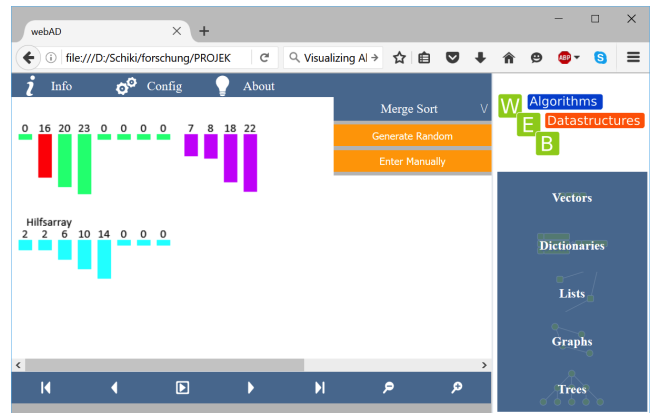 webAD
file:///D:/Schiki/forschung/PROJEK
Visualizing Al
ABP
S
i Info Config About
Merge Sort V
Generate Random
Enter Manually
0 16 20 23 0 0 0 0 7 8 18 22
Hilfsarray
2 2 6 10 14 0 0 0
W Algorithms
E Datastructures
B
Vectors
Dictionaries
Lists
Graphs
Trees